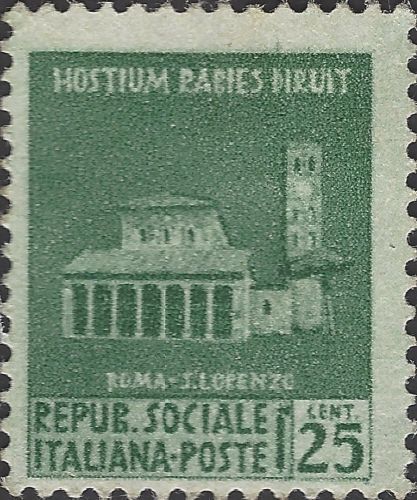 HOSTIUM RABIES DIRUIT
ROMA-S.LORENZO
REPUB. SOCIALE
ITALIANA-POSTE
CENT.
25